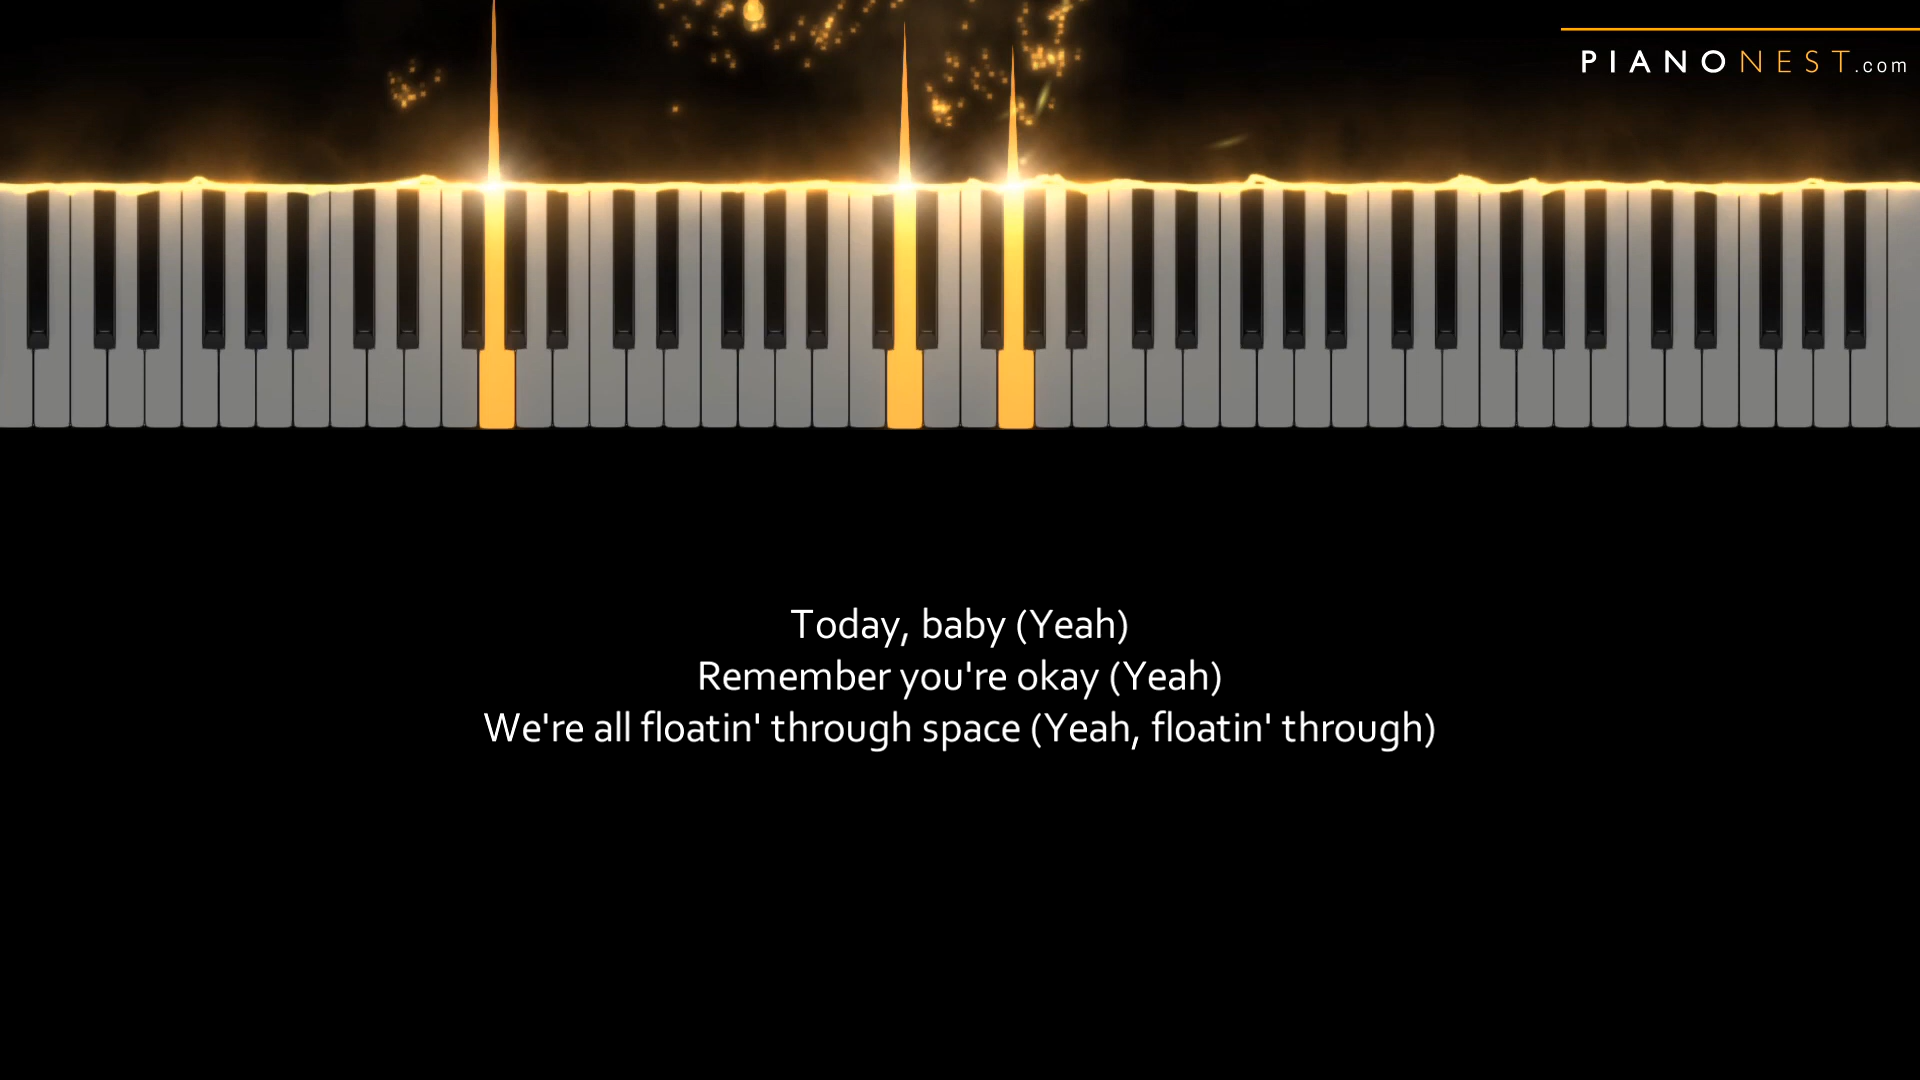 PIANONEST.com
Today, baby (Yeah)
Remember you're okay (Yeah)
We're all floatin' through space (Yeah, floatin' through)